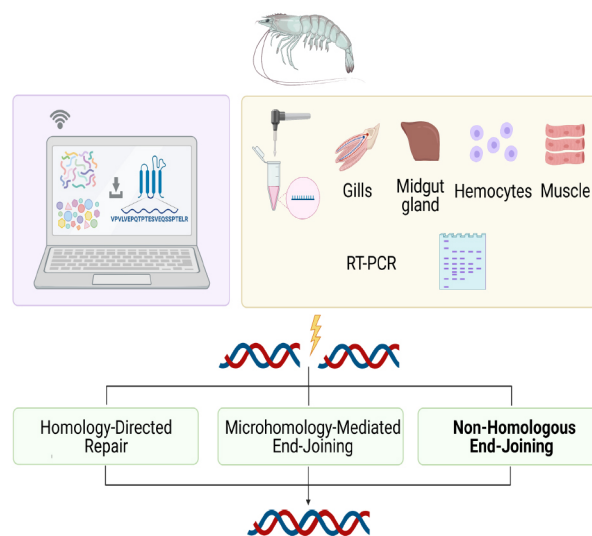 VPVLVEPQTPTESVEQSSPTELR
Gills
Midgut
gland
Hemocytes
Muscle
RT-PCR
Homology-Directed
Repair
Microhomology-Mediated
End-Joining
Non-Homologous
End-Joining